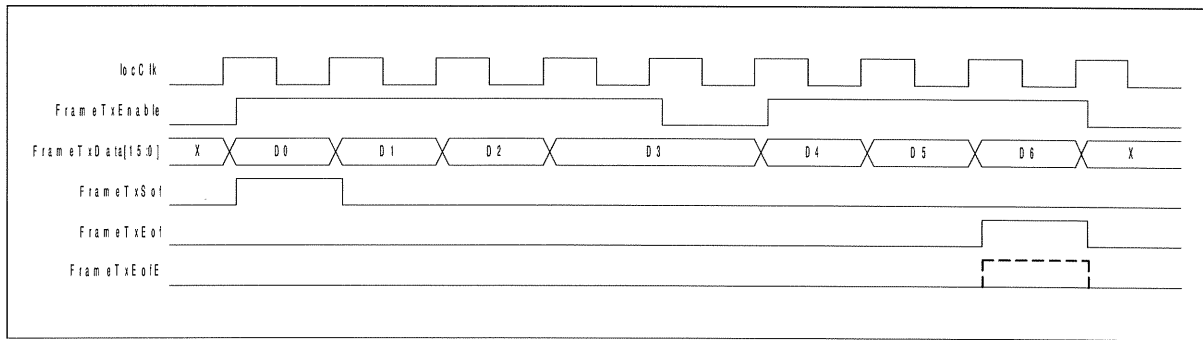 locClk
FrameTxEnable
FrameTxData[15:0] X D0 D1 D2 D3 D4 D5 D6 X
FrameTxSof
FrameTxEof
FrameTxEofE